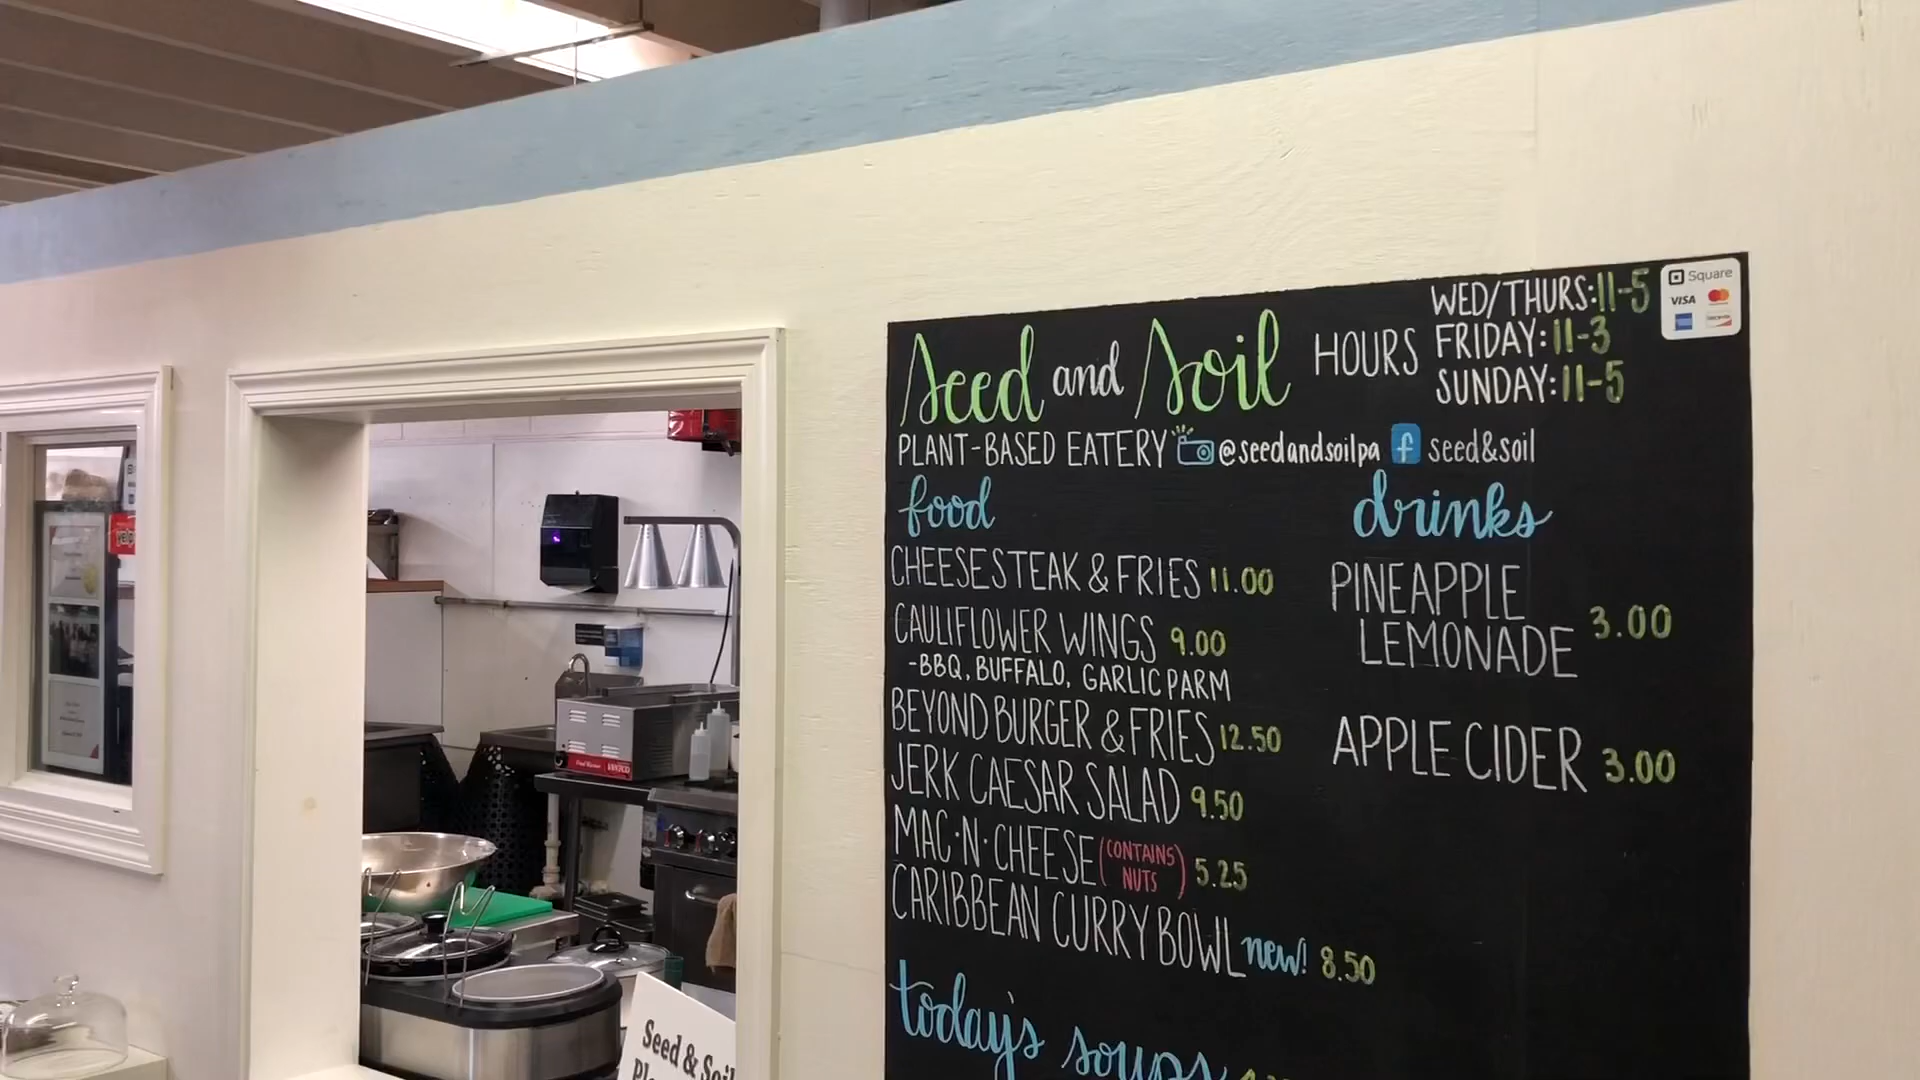 Seed and Soil
HOURS
WED/THURS: 11-5
FRIDAY: 11-3
SUNDAY: 11-5
Square
VISA
PLANT-BASED EATERY @seedandsoilpa f seed&soil
food
CHEESESTEAK & FRIES 11.00
CAULIFLOWER WINGS 9.00
-BBQ, BUFFALO, GARLIC PARM
BEYOND BURGER & FRIES 12.50
JERK CAESAR SALAD 9.50
MAC·N·CHEESE (CONTAINS NUTS) 5.25
CARIBBEAN CURRY BOWL new! 8.50
today's soups
drinks
PINEAPPLE
LEMONADE 3.00
APPLE CIDER 3.00
yelp
Seed & Soil